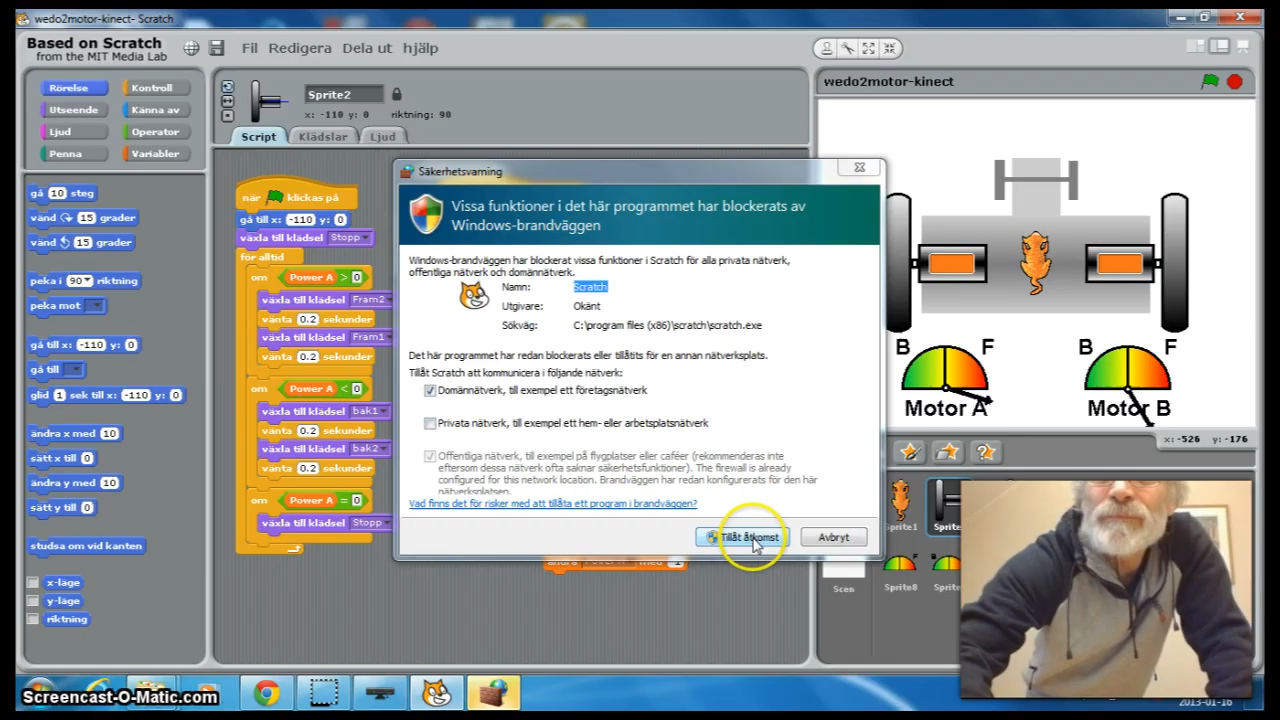 wedo2motor-kinect- Scratch
Based on Scratch
from the MIT Media Lab
Fil Redigera Dela ut hjälp
Rörelse Kontroll
Utseende Känna av
Ljud Operator
Penna Variabler
gå 10 steg
vänd 15 grader
vänd 15 grader
peka i 90 riktning
peka mot
gå till x: -110 y: 0
gå till
glid 1 sek till x: -110 y: 0
ändra x med 10
sätt x till 0
ändra y med 10
sätt y till 0
studsa om vid kanten
x-läge
y-läge
riktning
Sprite2
x: -110 y: 0 riktning: 90
Script Klädslar Ljud
när klickas på
gå till x: -110 y: 0
växla till klädsel Stopp
för alltid
om Power A > 0
växla till klädsel Fram2
vänta 0.2 sekunder
växla till klädsel Fram1
vänta 0.2 sekunder
om Power A < 0
växla till klädsel bak1
vänta 0.2 sekunder
växla till klädsel bak2
vänta 0.2 sekunder
om Power A = 0
växla till klädsel Stopp
Säkerhetsvarning
Vissa funktioner i det här programmet har blockerats av
Windows-brandväggen
Windows-brandväggen har blockerat vissa funktioner i Scratch för alla privata nätverk,
offentliga nätverk och domännätverk.
Namn: Scratch
Utgivare: Okänt
Sökväg: C:\program files (x86)\scratch\scratch.exe
Det här programmet har redan blockerats eller tillåtits för en annan nätverksplats.
Tillåt Scratch att kommunicera i följande nätverk:
Domännätverk, till exempel ett företagsnätverk
Privata nätverk, till exempel ett hem- eller arbetsplatsnätverk
Offentliga nätverk, till exempel på flygplatser eller caféer (rekommenderas inte
eftersom dessa nätverk ofta saknar säkerhetsfunktioner). The firewall is already
configured for this network location. Brandväggen har redan konfigurerats för den här
nätverksplatsen.
Vad finns det för risker med att tillåta ett program i brandväggen?
Tillåt åtkomst Avbryt
ändra Power A med -1
wedo2motor-kinect
B F B F
Motor A Motor B
x: -526 y: -176
Sprite1 Sprite
Scen Sprite8
Screencast-O-Matic.com
2013-01-16